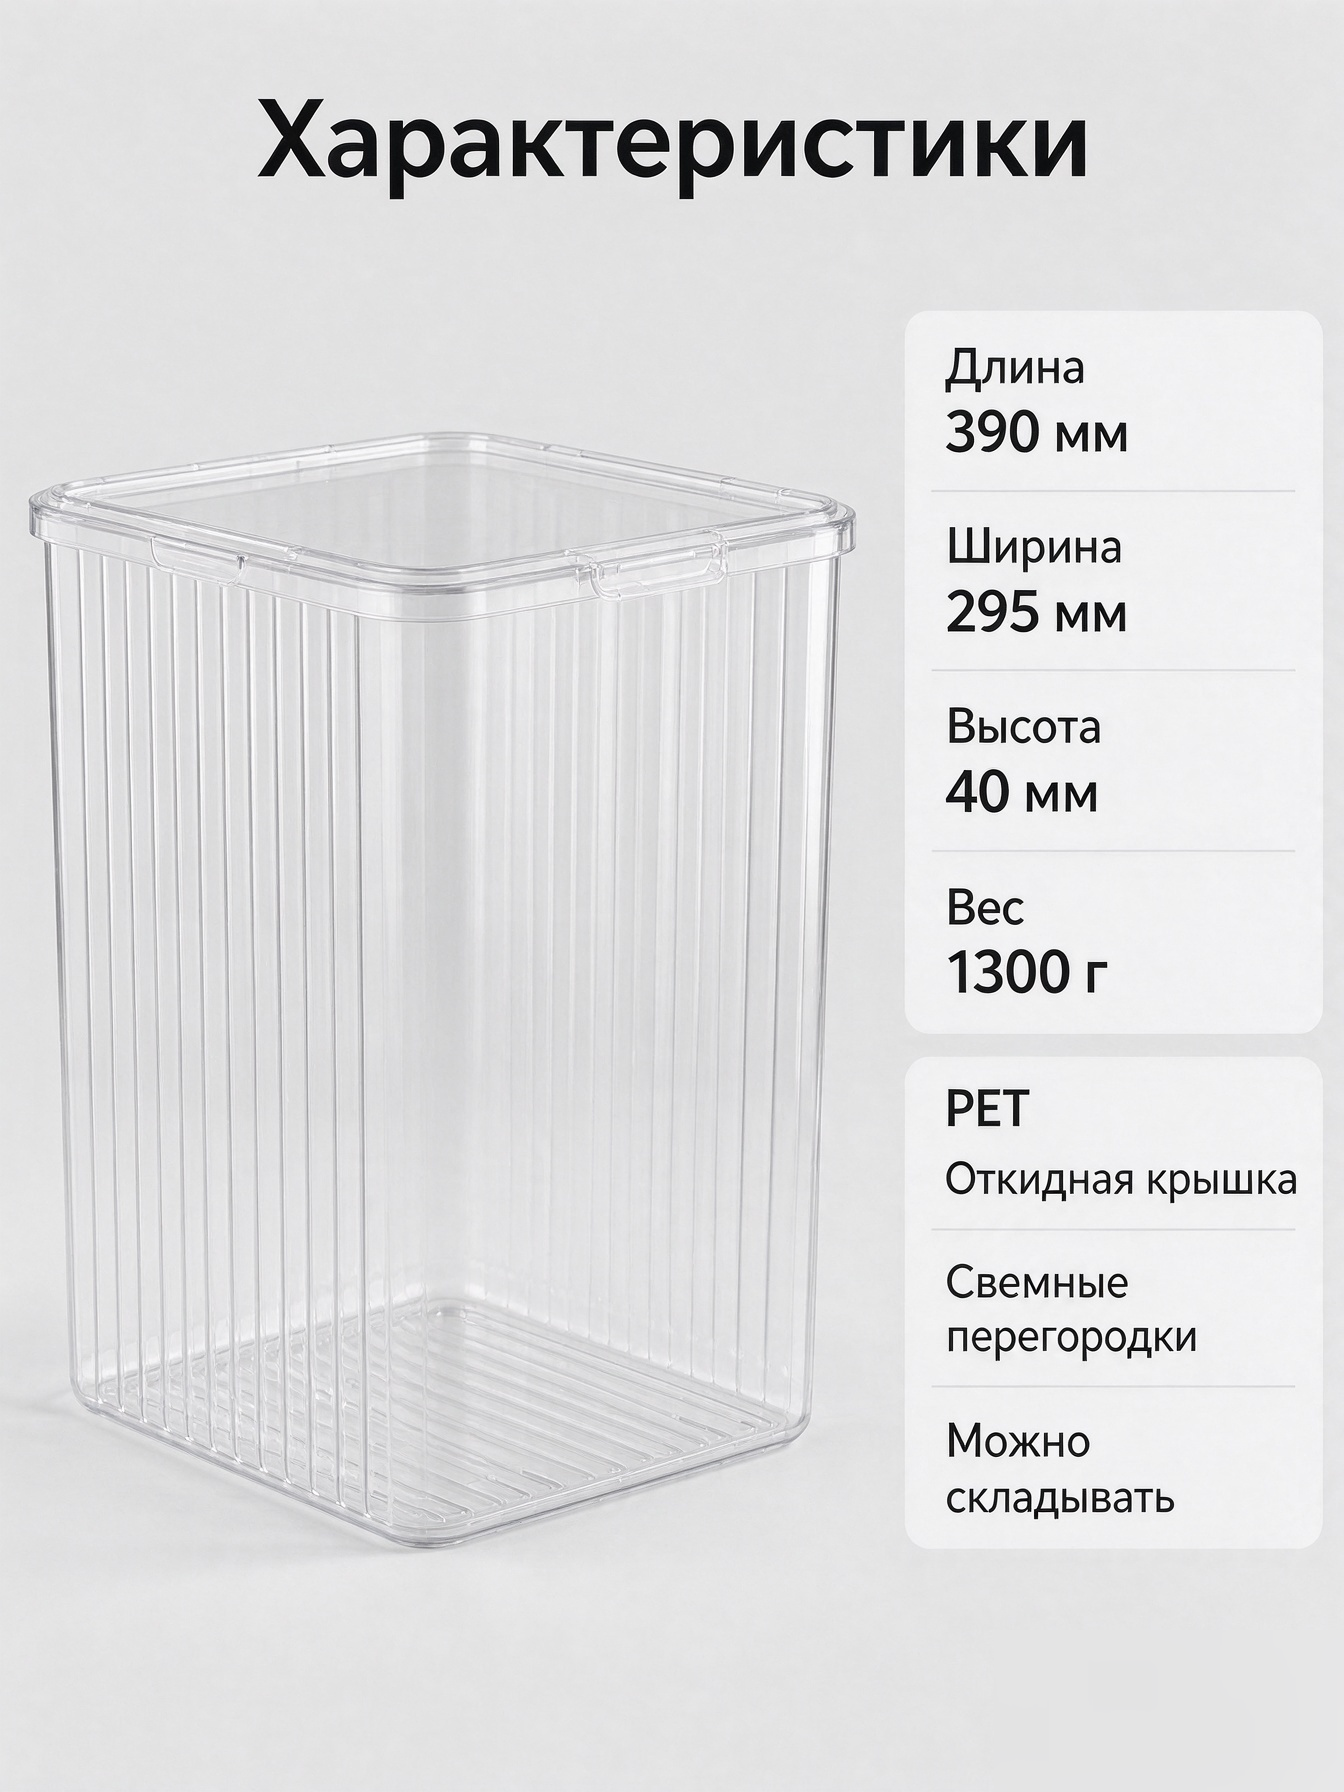 Характеристики
Длина
390 мм
Ширина
295 мм
Высота
40 мм
Вес
1300 г
PET
Откидная крышка
Свемные
перегородки
Можно
складывать